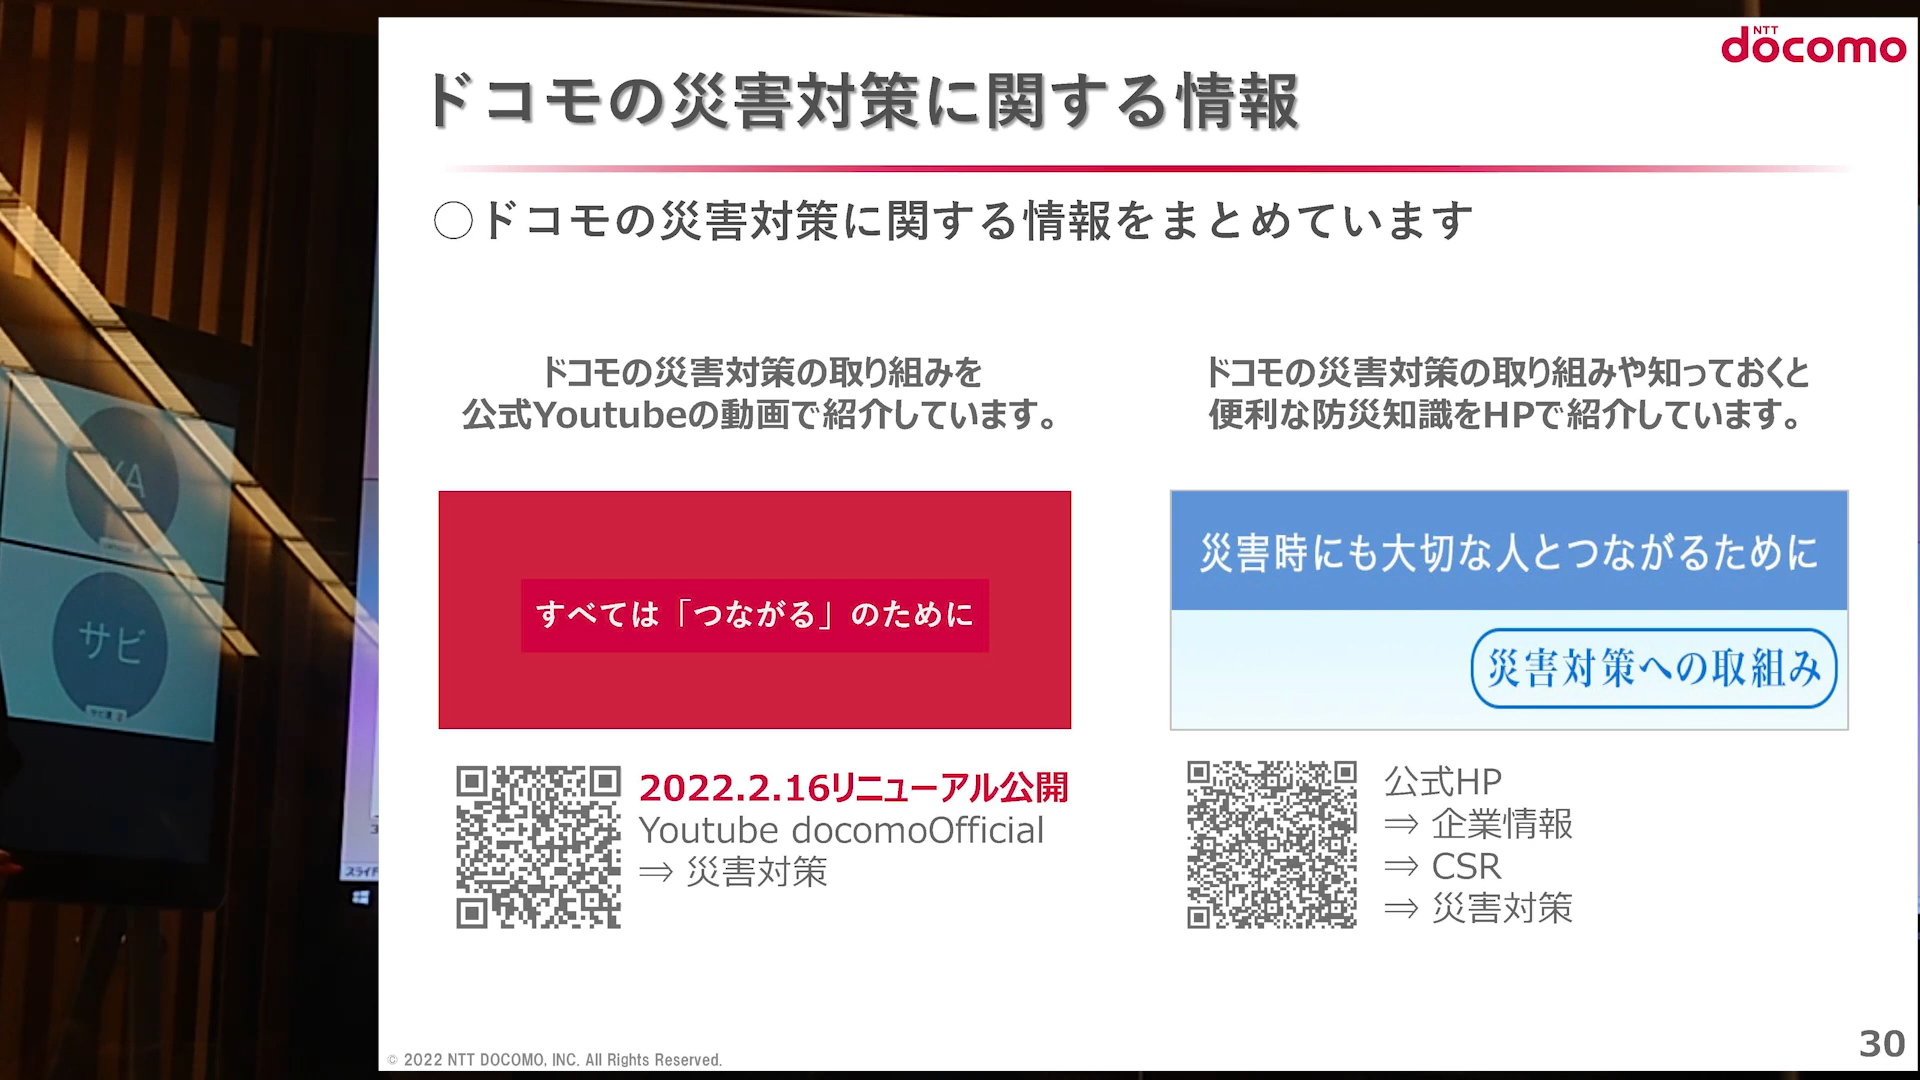 NTT
docomo
ドコモの災害対策に関する情報
○ドコモの災害対策に関する情報をまとめています
ドコモの災害対策の取り組みを
公式Youtubeの動画で紹介しています。
ドコモの災害対策の取り組みや知っておくと
便利な防災知識をHPで紹介しています。
すべては「つながる」のために
災害時にも大切な人とつながるために
災害対策への取組み
2022.2.16リニューアル公開
Youtube docomoOfficial
⇒ 災害対策
公式HP
⇒ 企業情報
⇒ CSR
⇒ 災害対策
© 2022 NTT DOCOMO, INC. All Rights Reserved.
30
YA
サビ
スライド